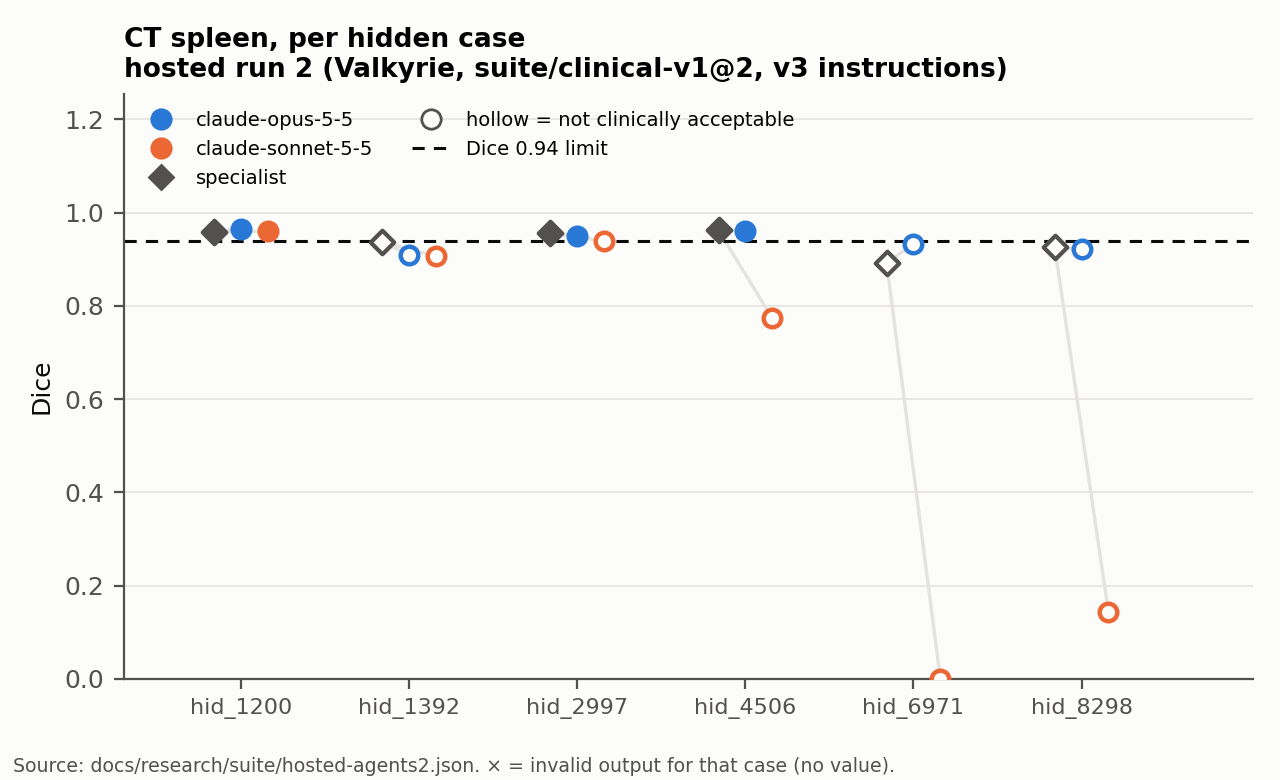 CT spleen, per hidden case
hosted run 2 (Valkyrie, suite/clinical-v1@2, v3 instructions)
claude-opus-5-5
claude-sonnet-5-5
specialist
hollow = not clinically acceptable
Dice 0.94 limit
Dice
1.2
1.0
0.8
0.6
0.4
0.2
0.0
hid_1200
hid_1392
hid_2997
hid_4506
hid_6971
hid_8298
Source: docs/research/suite/hosted-agents2.json. × = invalid output for that case (no value).